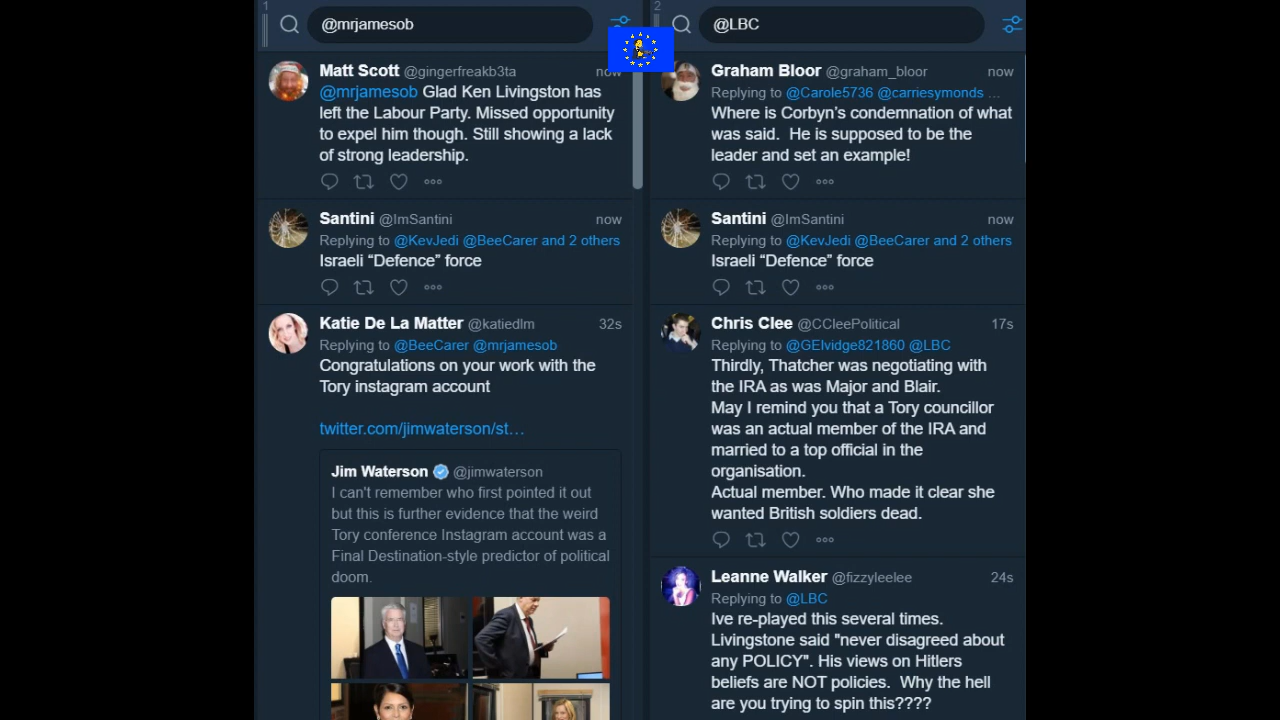 1
@mrjamesob
Matt Scott @gingerfreakb3ta now
@mrjamesob Glad Ken Livingston has
left the Labour Party. Missed opportunity
to expel him though. Still showing a lack
of strong leadership.
Santini @ImSantini now
Replying to @KevJedi @BeeCarer and 2 others
Israeli “Defence” force
Katie De La Matter @katiedlm 32s
Replying to @BeeCarer @mrjamesob
Congratulations on your work with the
Tory instagram account
twitter.com/jimwaterson/st…
Jim Waterson @jimwaterson
I can't remember who first pointed it out
but this is further evidence that the weird
Tory conference Instagram account was a
Final Destination-style predictor of political
doom.
2
@LBC
Graham Bloor @graham_bloor now
Replying to @Carole5736 @carriesymonds …
Where is Corbyn’s condemnation of what
was said.  He is supposed to be the
leader and set an example!
Santini @ImSantini now
Replying to @KevJedi @BeeCarer and 2 others
Israeli “Defence” force
Chris Clee @CCleePolitical 17s
Replying to @GElvidge821860 @LBC
Thirdly, Thatcher was negotiating with
the IRA as was Major and Blair.
May I remind you that a Tory councillor
was an actual member of the IRA and
married to a top official in the
organisation.
Actual member. Who made it clear she
wanted British soldiers dead.
Leanne Walker @fizzyleelee 24s
Replying to @LBC
Ive re-played this several times.
Livingstone said "never disagreed about
any POLICY". His views on Hitlers
beliefs are NOT policies.  Why the hell
are you trying to spin this????